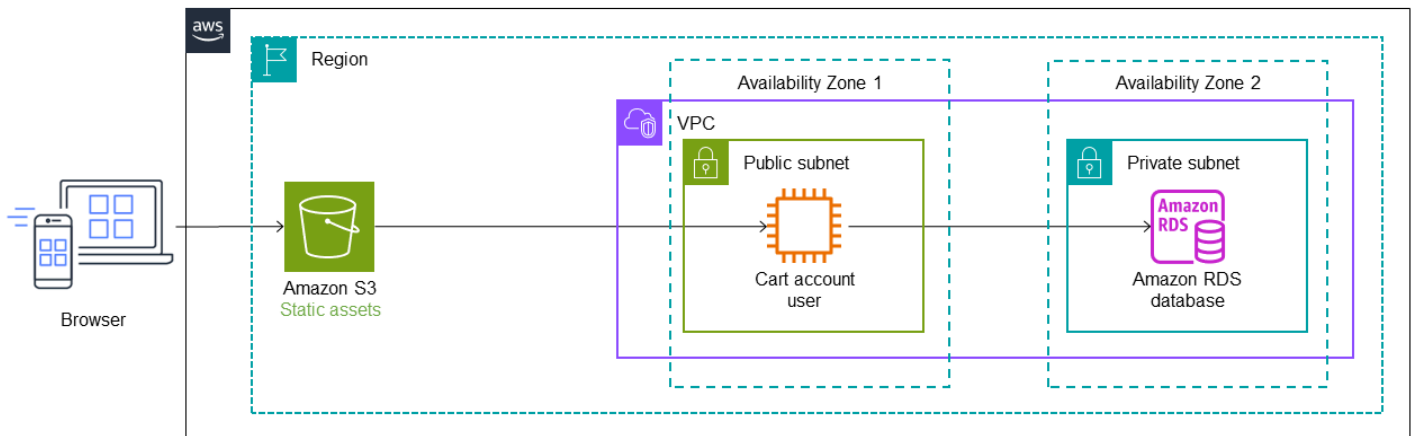 aws
Region
Availability Zone 1
Availability Zone 2
VPC
Public subnet
Private subnet
Amazon
RDS
Cart account
user
Amazon RDS
database
Amazon S3
Static assets
Browser